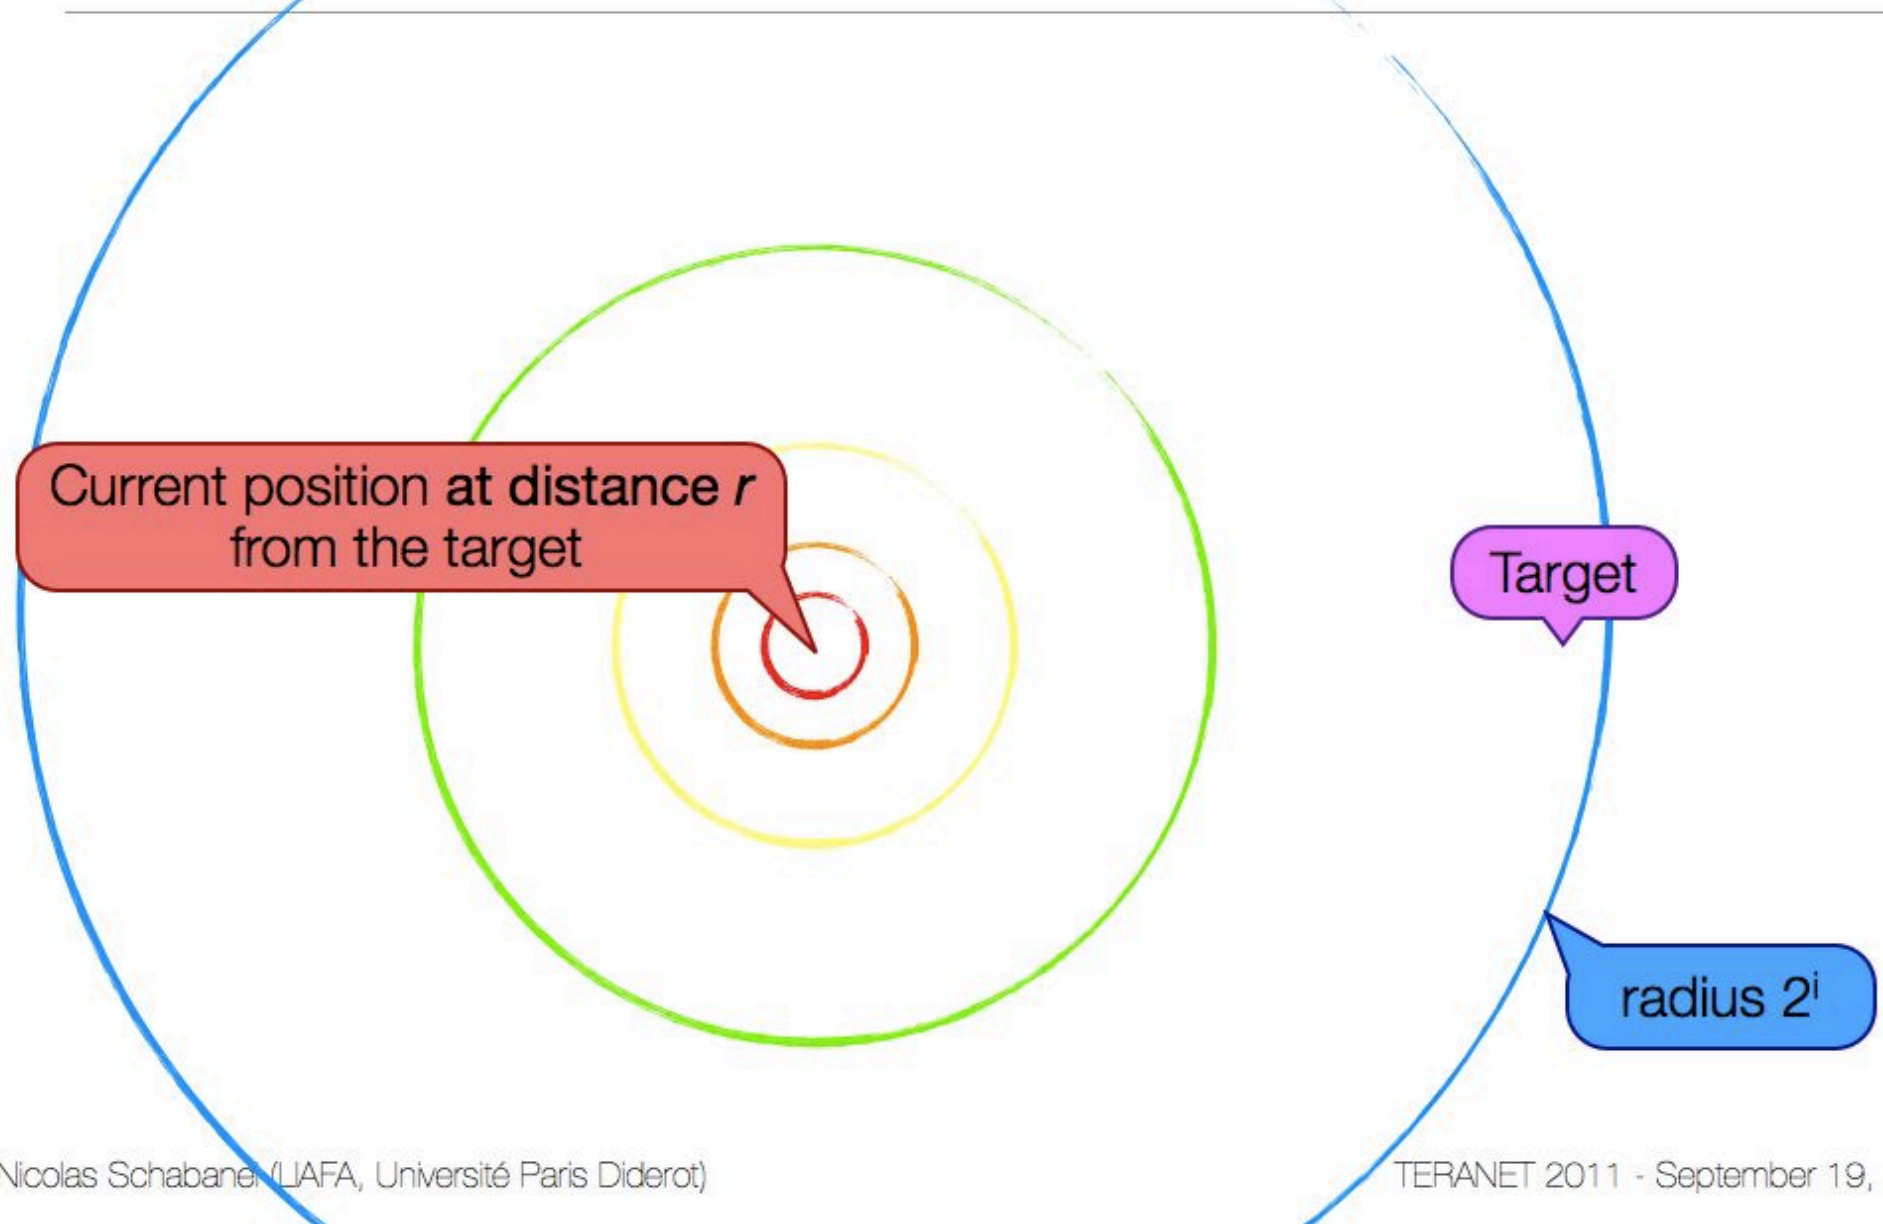 Current position at distance r
from the target
Target
radius 2ⁱ
Nicolas Schabanel (LIAFA, Université Paris Diderot)
TERANET 2011 - September 19,